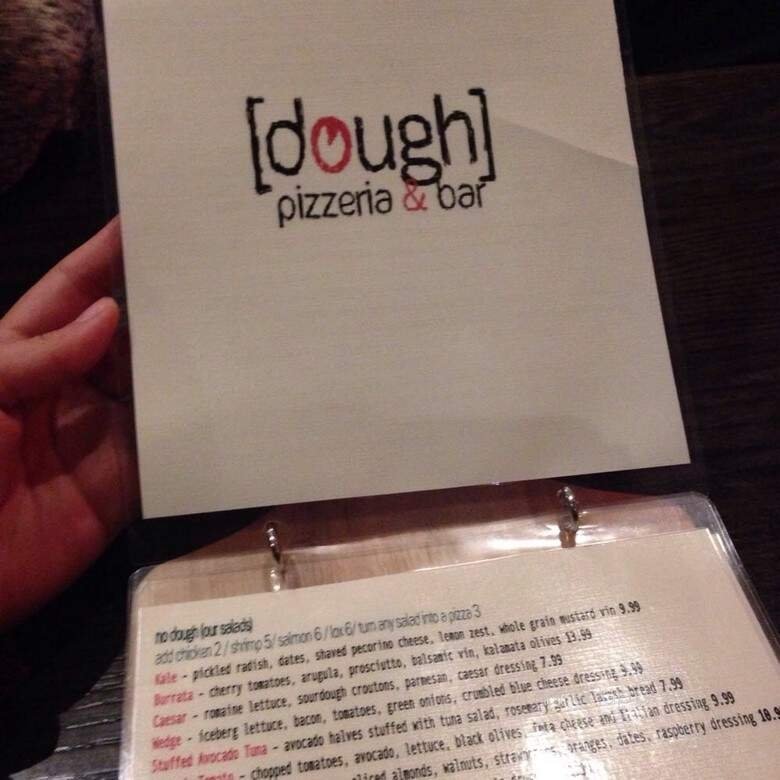 [dough]
pizzeria & bar
no dough (our salads)
add chicken 2 / shrimp 5/ salmon 6 / lox 6/ turn any salad into a pizza 3
Kale - pickled radish, dates, shaved pecorino cheese, lemon zest, whole grain mustard vin 9.99
Burrata - cherry tomatoes, arugula, prosciutto, balsamic vin, kalamata olives 13.99
Caesar - romaine lettuce, sourdough croutons, parmesan, caesar dressing 7.99
Wedge - iceberg lettuce, bacon, tomatoes, green onions, crumbled blue cheese dressing 9.99
Stuffed Avocado Tuna - avocado halves stuffed with tuna salad, rosemary garlic lavash bread 7.99
Tomato - chopped tomatoes, avocado, lettuce, black olives, feta cheese and Italian dressing 9.99
sliced almonds, walnuts, oranges, dates, raspberry dressing